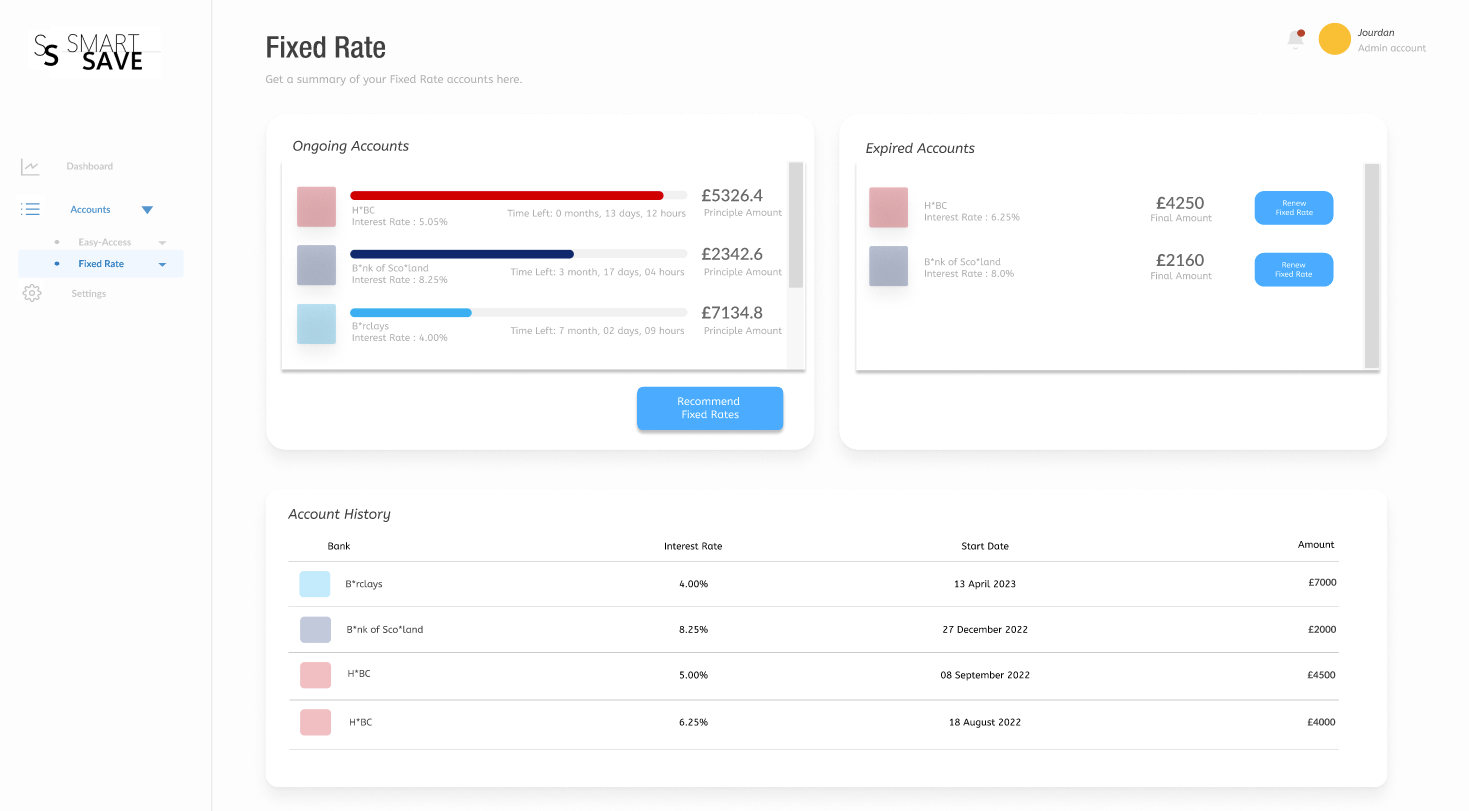 SS SMART SAVE
Fixed Rate
Get a summary of your Fixed Rate accounts here.
Jourdan
Admin account
Dashboard
Accounts
Easy-Access
Fixed Rate
Settings
Ongoing Accounts
H*BC
Interest Rate : 5.05%
Time Left: 0 months, 13 days, 12 hours
£5326.4
Principle Amount
B*nk of Sco*land
Interest Rate : 8.25%
Time Left: 3 month, 17 days, 04 hours
£2342.6
Principle Amount
B*rclays
Interest Rate : 4.00%
Time Left: 7 month, 02 days, 09 hours
£7134.8
Principle Amount
Recommend
Fixed Rates
Expired Accounts
H*BC
Interest Rate : 6.25%
£4250
Final Amount
Renew
Fixed Rate
B*nk of Sco*land
Interest Rate : 8.0%
£2160
Final Amount
Renew
Fixed Rate
Account History
Bank Interest Rate Start Date Amount
B*rclays 4.00% 13 April 2023 £7000
B*nk of Sco*land 8.25% 27 December 2022 £2000
H*BC 5.00% 08 September 2022 £4500
H*BC 6.25% 18 August 2022 £4000